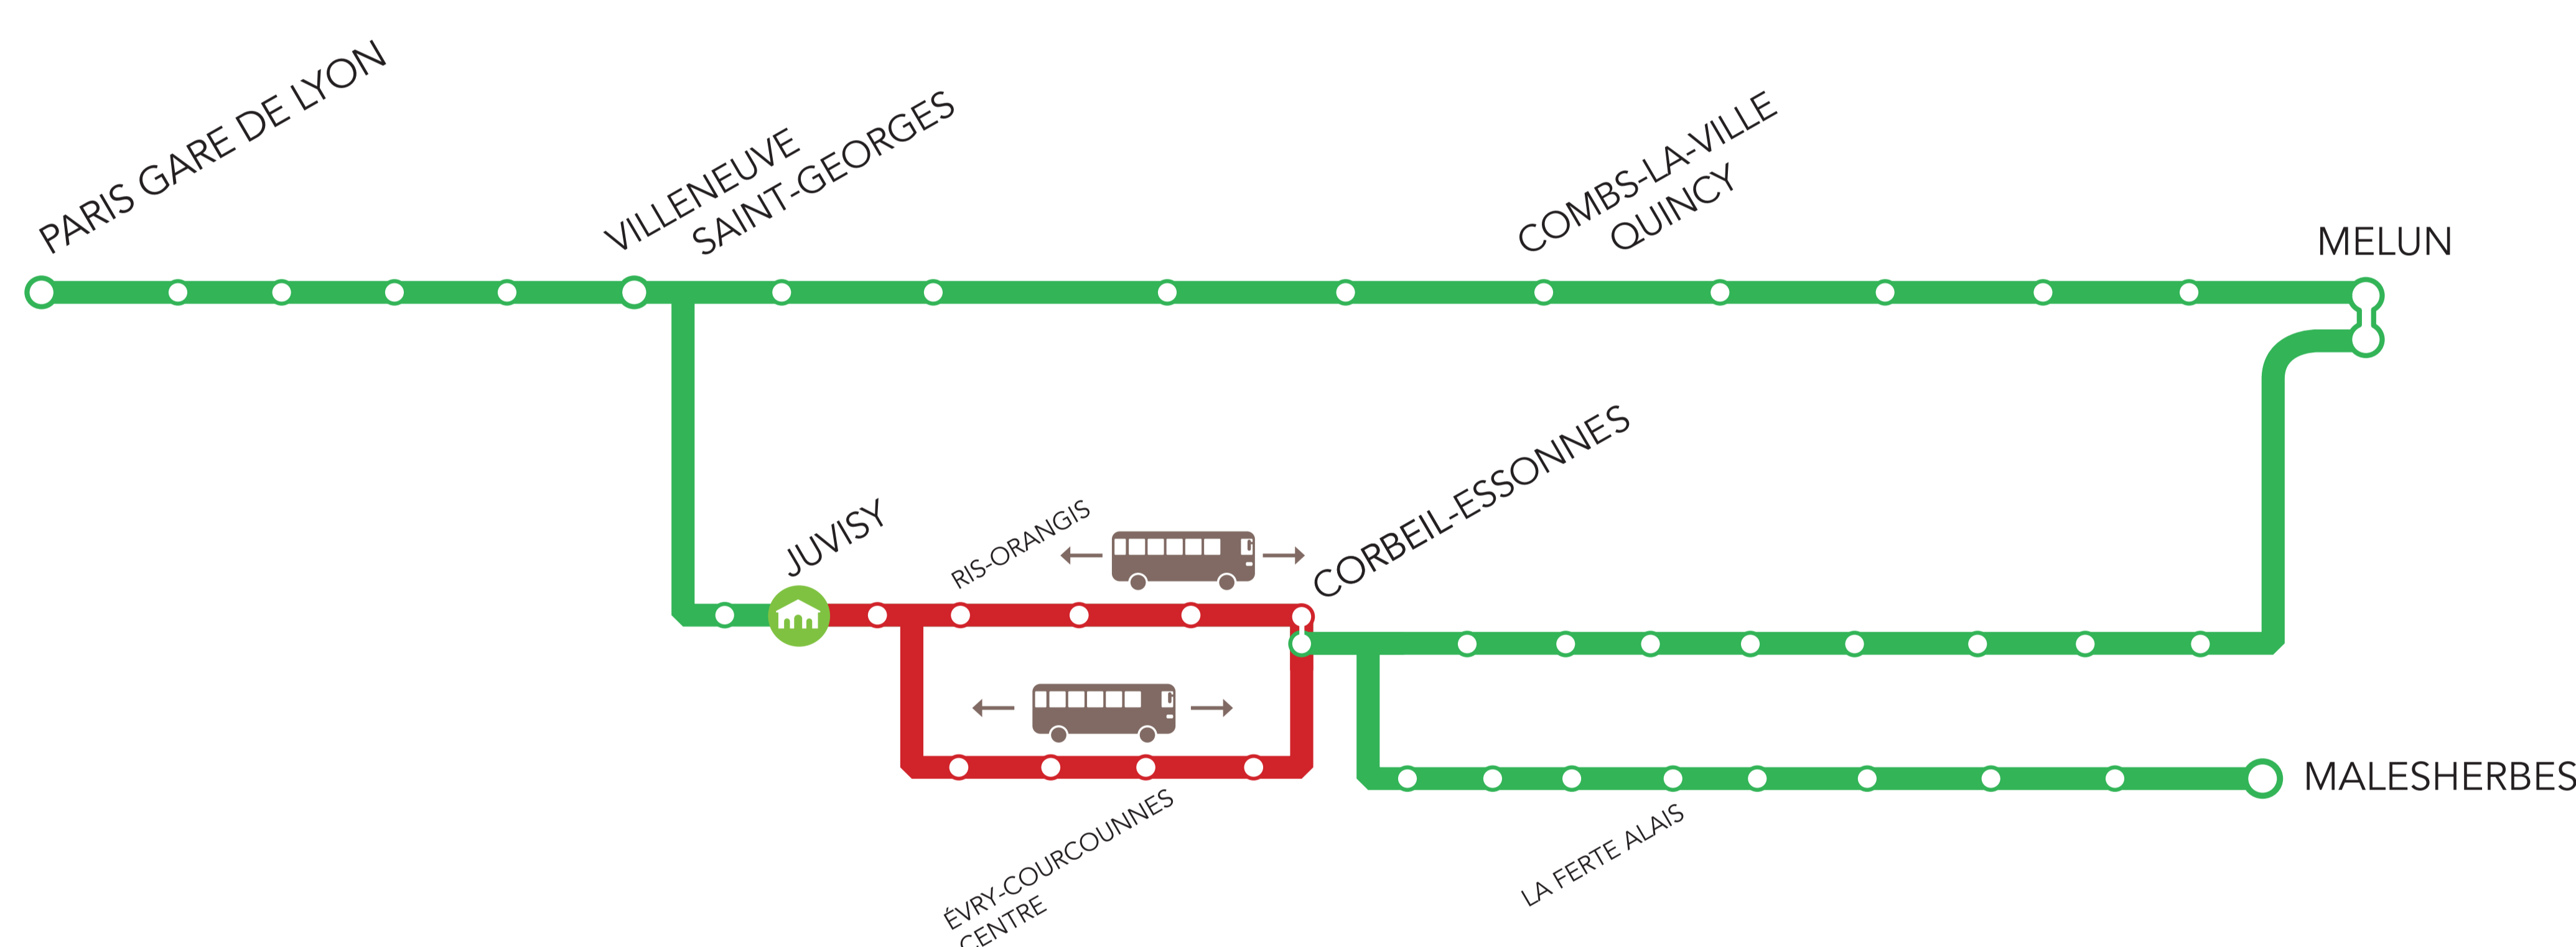 PARIS GARE DE LYON
VILLENEUVE
SAINT-GEORGES
COMBS-LA-VILLE
QUINCY
MELUN
JUVISY
RIS-ORANGIS
CORBEIL-ESSONNES
MALESHERBES
ÉVRY-COURCOUNNES
CENTRE
LA FERTE ALAIS